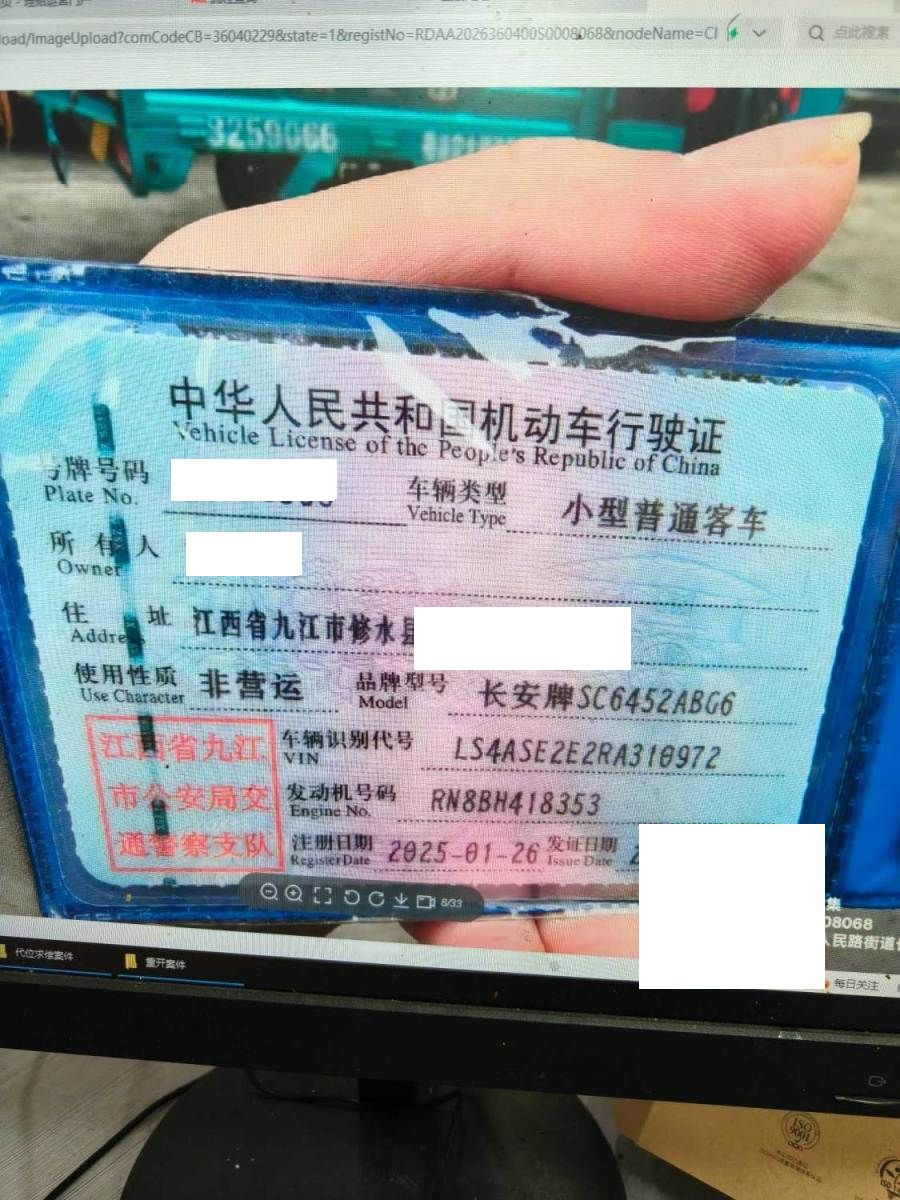 load/imageUpload?comCodeCB=36040229&state=1&registNo=RDAA2026360400S0008068&nodeName=Cl
点此搜索
3259066
中华人民共和国机动车行驶证
Vehicle License of the People's Republic of China
号牌号码
Plate No.
车辆类型 小型普通客车
Vehicle Type
所有人
Owner
住址 江西省九江市修水县
Address
使用性质 非营运 品牌型号 长安牌SC6452ABG6
Use Character Model
车辆识别代号 LS4ASE2E2RA310972
VIN
发动机号码 RN8BH418353
Engine No.
注册日期 2025-01-26 发证日期 2
Register Date Issue Date
江西省九江
市公安局交
通警察支队
6/33
集
08068
人民路街道
代位求偿案件
重开案件
每日关注
ISO
9001